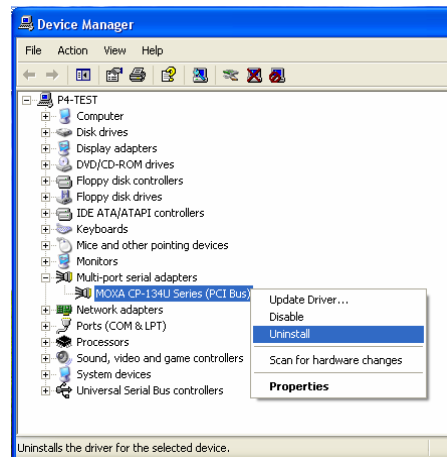 Device Manager
File Action View Help
P4-TEST
Computer
Disk drives
Display adapters
DVD/CD-ROM drives
Floppy disk controllers
Floppy disk drives
IDE ATA/ATAPI controllers
Keyboards
Mice and other pointing devices
Monitors
Multi-port serial adapters
MOXA CP-134U Series (PCI Bus)
Network adapters
Ports (COM & LPT)
Processors
Sound, video and game controllers
System devices
Universal Serial Bus controllers
Update Driver...
Disable
Uninstall
Scan for hardware changes
Properties
Uninstalls the driver for the selected device.